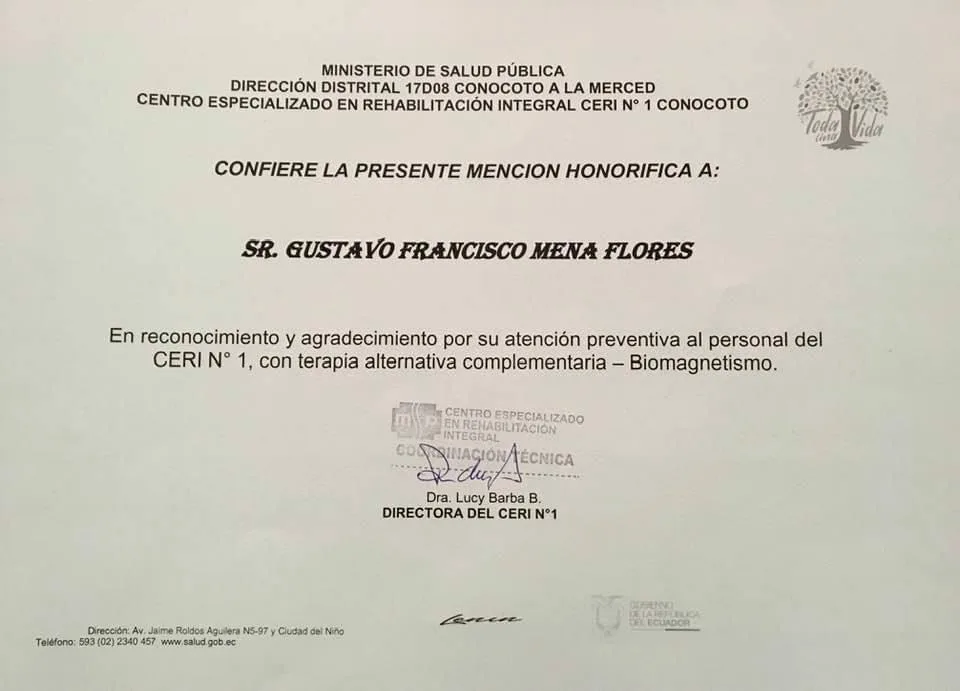 MINISTERIO DE SALUD PÚBLICA
DIRECCIÓN DISTRITAL 17D08 CONOCOTO A LA MERCED
CENTRO ESPECIALIZADO EN REHABILITACIÓN INTEGRAL CERI N° 1 CONOCOTO
Toda
una
Vida
CONFIERE LA PRESENTE MENCION HONORIFICA A:
SR. GUSTAVO FRANCISCO MENA FLORES
En reconocimiento y agradecimiento por su atención preventiva al personal del
CERI N° 1, con terapia alternativa complementaria – Biomagnetismo.
msp
CENTRO ESPECIALIZADO
EN REHABILITACIÓN
INTEGRAL
COORDINACIÓN TÉCNICA
Dra. Lucy Barba B.
DIRECTORA DEL CERI N°1
Dirección: Av. Jaime Roldos Aguilera N5-97 y Ciudad del Niño
Teléfono: 593 (02) 2340 457 www.salud.gob.ec
Lenin
GOBIERNO
DE LA REPÚBLICA
DEL ECUADOR